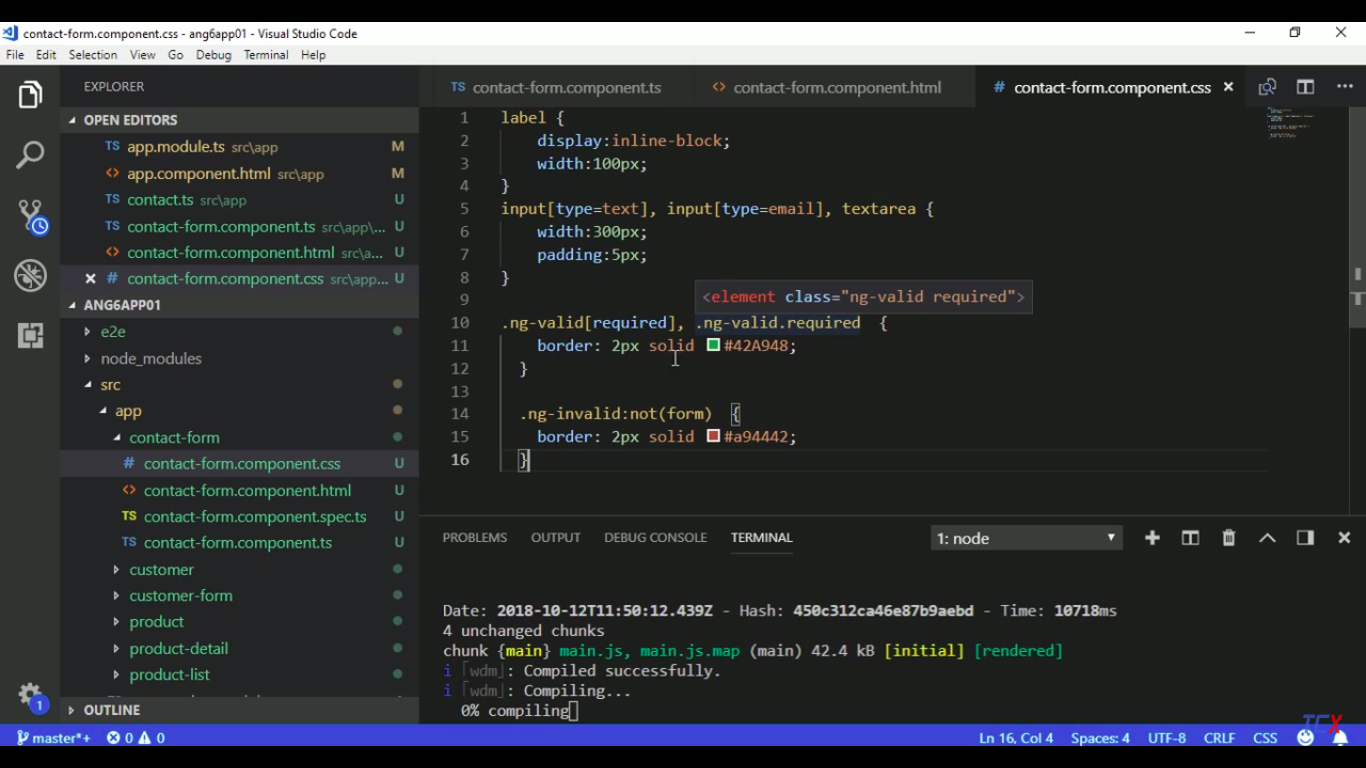 contact-form.component.css - ang6app01 - Visual Studio Code
File Edit Selection View Go Debug Terminal Help
EXPLORER
OPEN EDITORS
TS app.module.ts src\app M
<> app.component.html src\app M
TS contact.ts src\app U
TS contact-form.component.ts src\app\... U
<> contact-form.component.html src\a... U
# contact-form.component.css src\app... U
ANG6APP01
e2e
node_modules
src
app
contact-form
# contact-form.component.css U
<> contact-form.component.html U
TS contact-form.component.spec.ts U
TS contact-form.component.ts U
customer
customer-form
product
product-detail
product-list
OUTLINE
1
TS contact-form.component.ts <> contact-form.component.html # contact-form.component.css
1 label {
2 display:inline-block;
3 width:100px;
4 }
5 input[type=text], input[type=email], textarea {
6 width:300px;
7 padding:5px;
8 }
9
<element class="ng-valid required">
10 .ng-valid[required], .ng-valid.required {
11 border: 2px solid #42A948;
12 }
13
14 .ng-invalid:not(form) {
15 border: 2px solid #a94442;
16 }
PROBLEMS OUTPUT DEBUG CONSOLE TERMINAL 1: node
Date: 2018-10-12T11:50:12.439Z - Hash: 450c312ca46e87b9aebd - Time: 10718ms
4 unchanged chunks
chunk {main} main.js, main.js.map (main) 42.4 kB [initial] [rendered]
i ｢wdm｣: Compiled successfully.
i ｢wdm｣: Compiling...
0% compiling
TCX
master*+ 0 0 Ln 16, Col 4 Spaces: 4 UTF-8 CRLF CSS